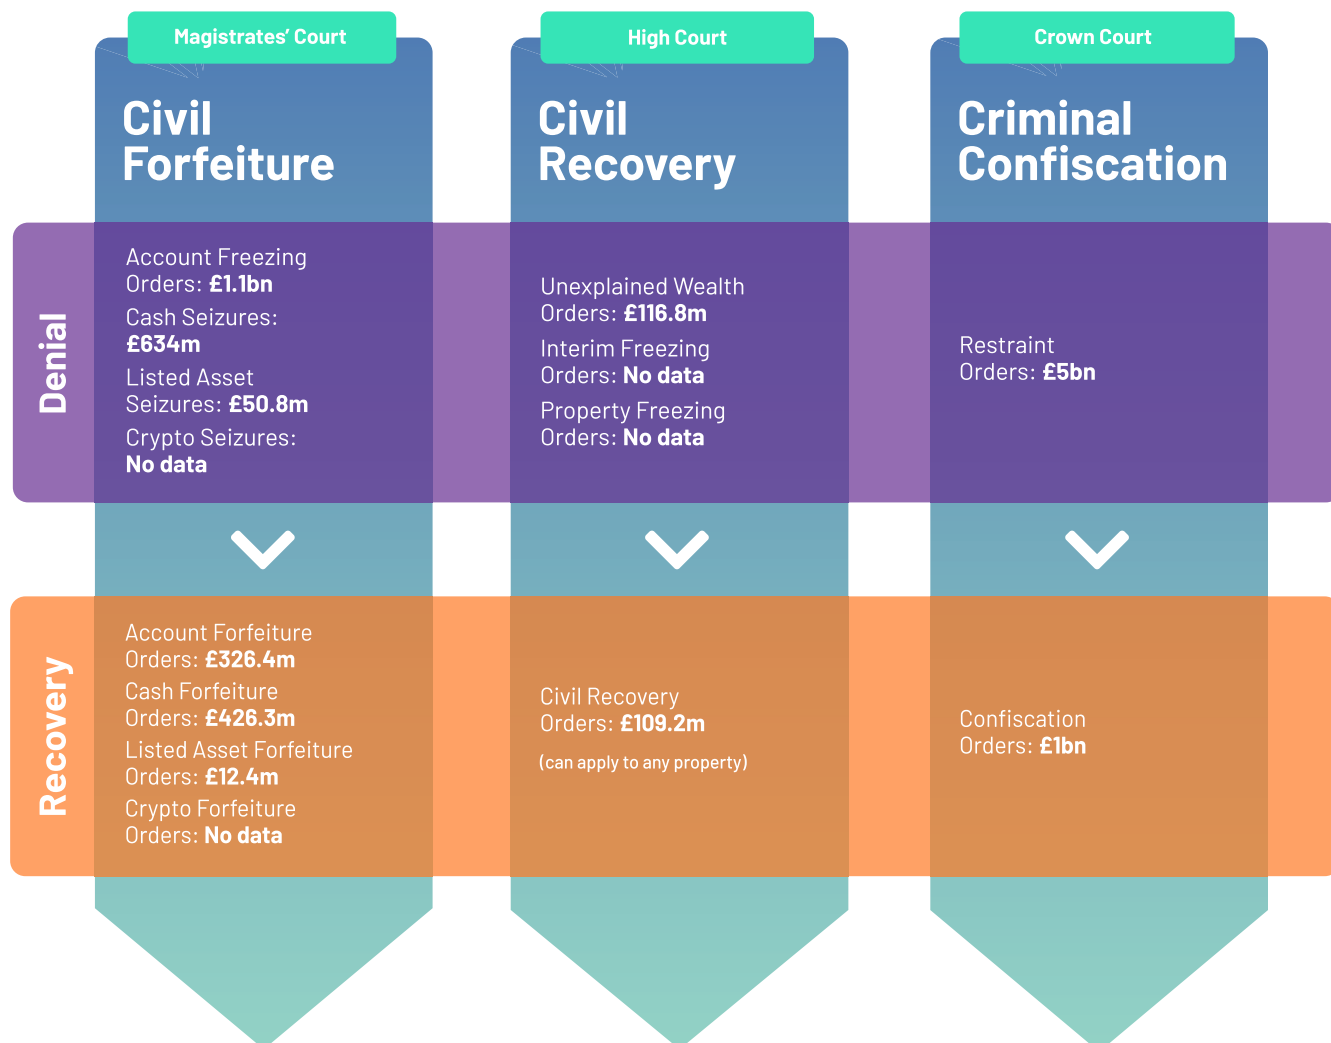 Magistrates’ Court
High Court
Crown Court
Civil
Forfeiture
Civil
Recovery
Criminal
Confiscation
Denial
Account Freezing
Orders: £1.1bn
Cash Seizures:
£634m
Listed Asset
Seizures: £50.8m
Crypto Seizures:
No data
Unexplained Wealth
Orders: £116.8m
Interim Freezing
Orders: No data
Property Freezing
Orders: No data
Restraint
Orders: £5bn
Recovery
Account Forfeiture
Orders: £326.4m
Cash Forfeiture
Orders: £426.3m
Listed Asset Forfeiture
Orders: £12.4m
Crypto Forfeiture
Orders: No data
Civil Recovery
Orders: £109.2m
(can apply to any property)
Confiscation
Orders: £1bn